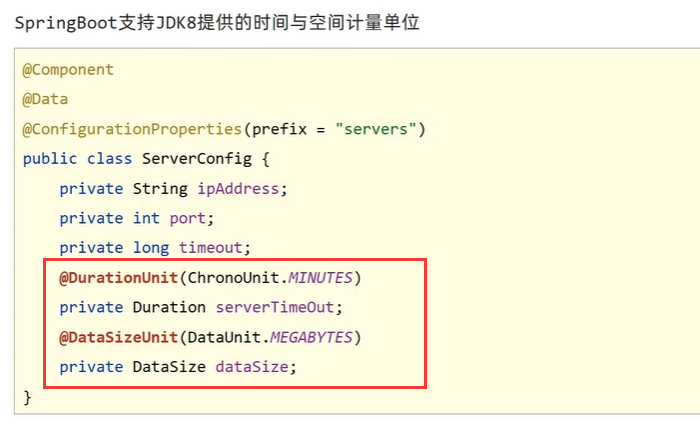 SpringBoot支持JDK8提供的时间与空间计量单位
@Component
@Data
@ConfigurationProperties(prefix = "servers")
public class ServerConfig {
    private String ipAddress;
    private int port;
    private long timeout;
    @DurationUnit(ChronoUnit.MINUTES)
    private Duration serverTimeOut;
    @DataSizeUnit(DataUnit.MEGABYTES)
    private DataSize dataSize;
}